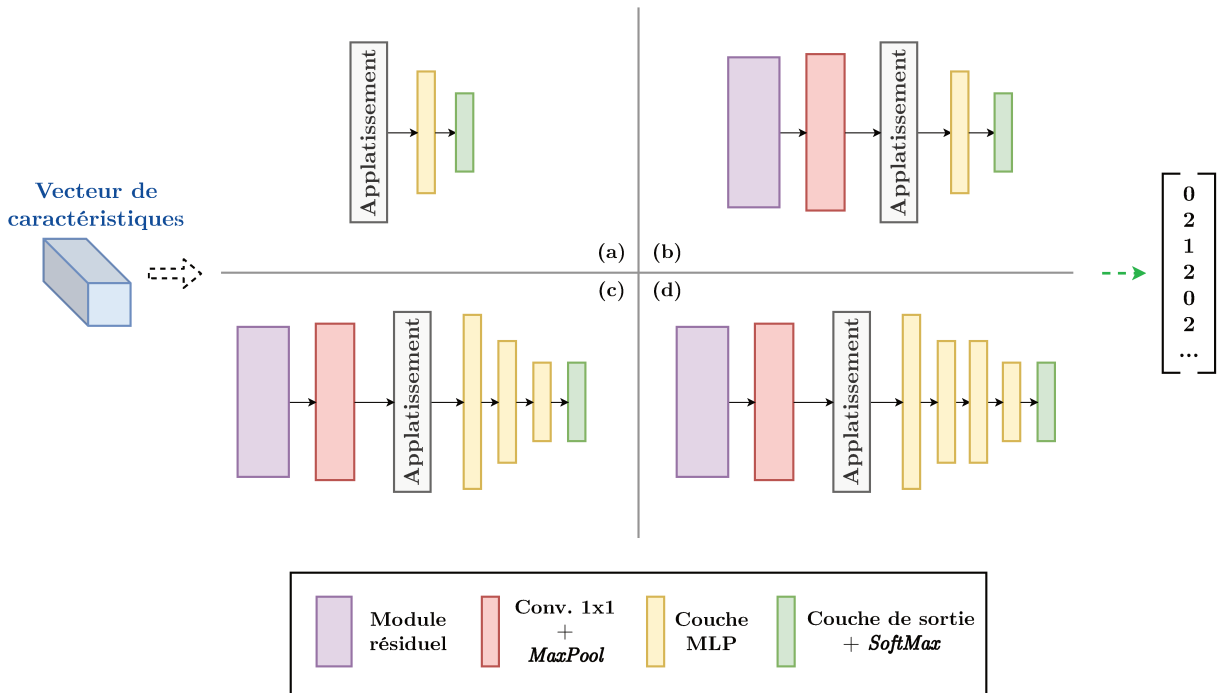 Applatissement
Applatissement
Vecteur de
caractéristiques
(a)
(b)
(c)
(d)
Applatissement
Applatissement
0
2
1
2
0
2
...
Module
résiduel
Conv. 1x1
+
MaxPool
Couche
MLP
Couche de sortie
+ SoftMax